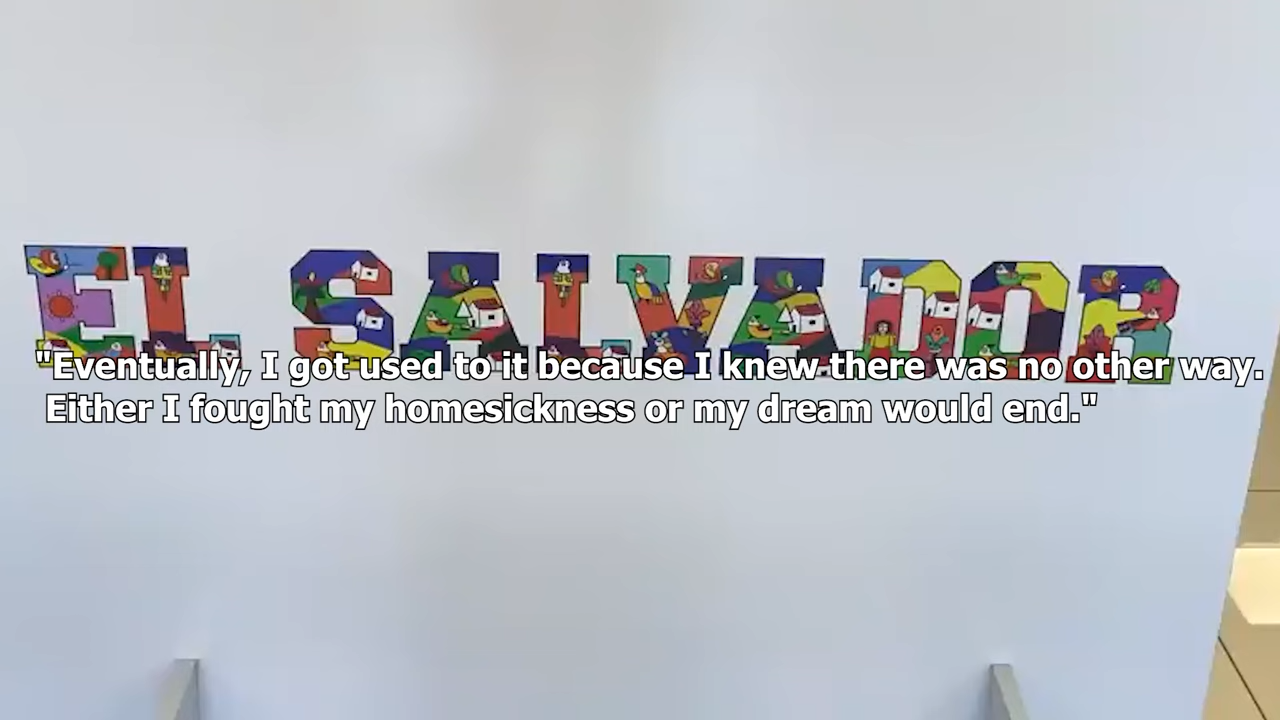 EL SALVADOR
"Eventually, I got used to it because I knew there was no other way.
Either I fought my homesickness or my dream would end."